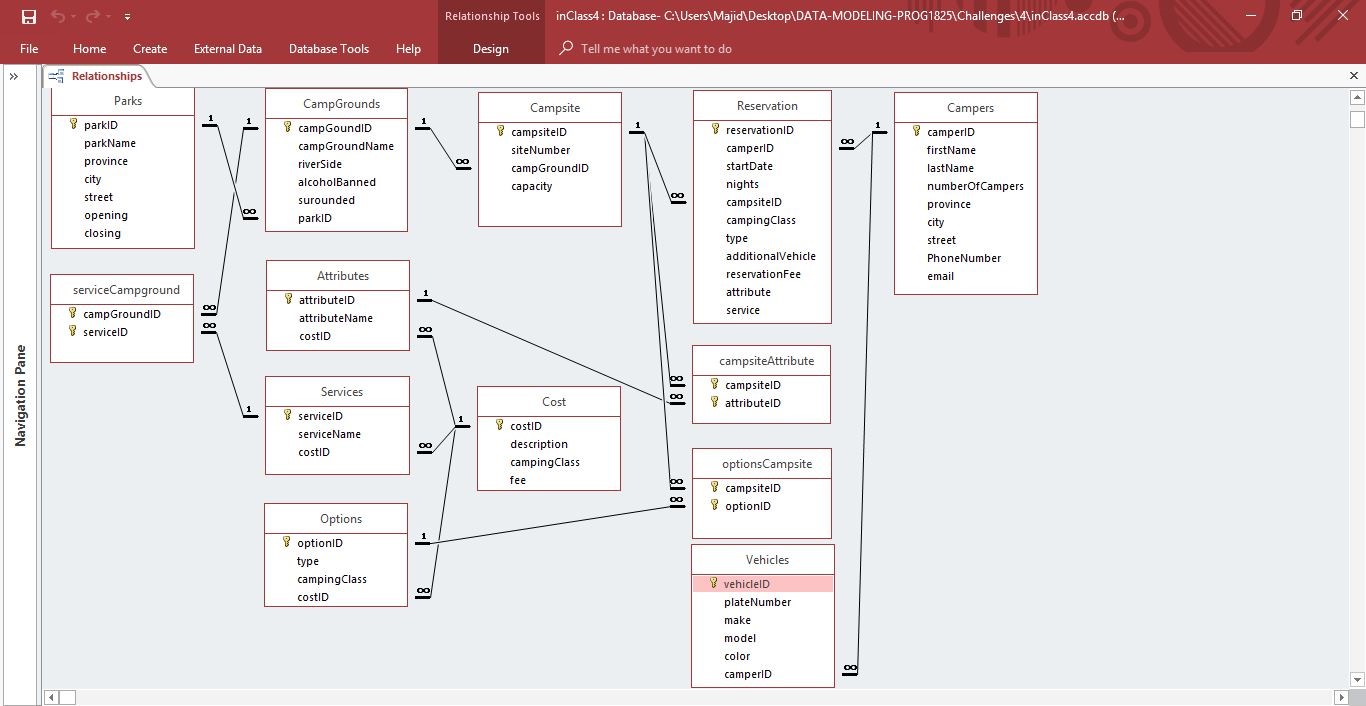 Relationship Tools
inClass4 : Database- C:\Users\Majid\Desktop\DATA-MODELING-PROG1825\Challenges\4\inClass4.accdb (...
File Home Create External Data Database Tools Help Design Tell me what you want to do
Relationships
Navigation Pane
Parks
parkID
parkName
province
city
street
opening
closing
1
CampGrounds
campGoundID
campGroundName
riverSide
alcoholBanned
surounded
parkID
1
∞
1
Campsite
campsiteID
siteNumber
campGroundID
capacity
∞
1
Reservation
reservationID
camperID
startDate
nights
campsiteID
campingClass
type
additionalVehicle
reservationFee
attribute
service
∞
∞
Campers
camperID
firstName
lastName
numberOfCampers
province
city
street
PhoneNumber
email
1
serviceCampground
campGroundID
serviceID
∞
∞
Attributes
attributeID
attributeName
costID
1
∞
Services
serviceID
serviceName
costID
1
∞
Cost
costID
description
campingClass
fee
1
campsiteAttribute
campsiteID
attributeID
∞
∞
Options
optionID
type
campingClass
costID
1
∞
optionsCampsite
campsiteID
optionID
∞
∞
Vehicles
vehicleID
plateNumber
make
model
color
camperID
∞